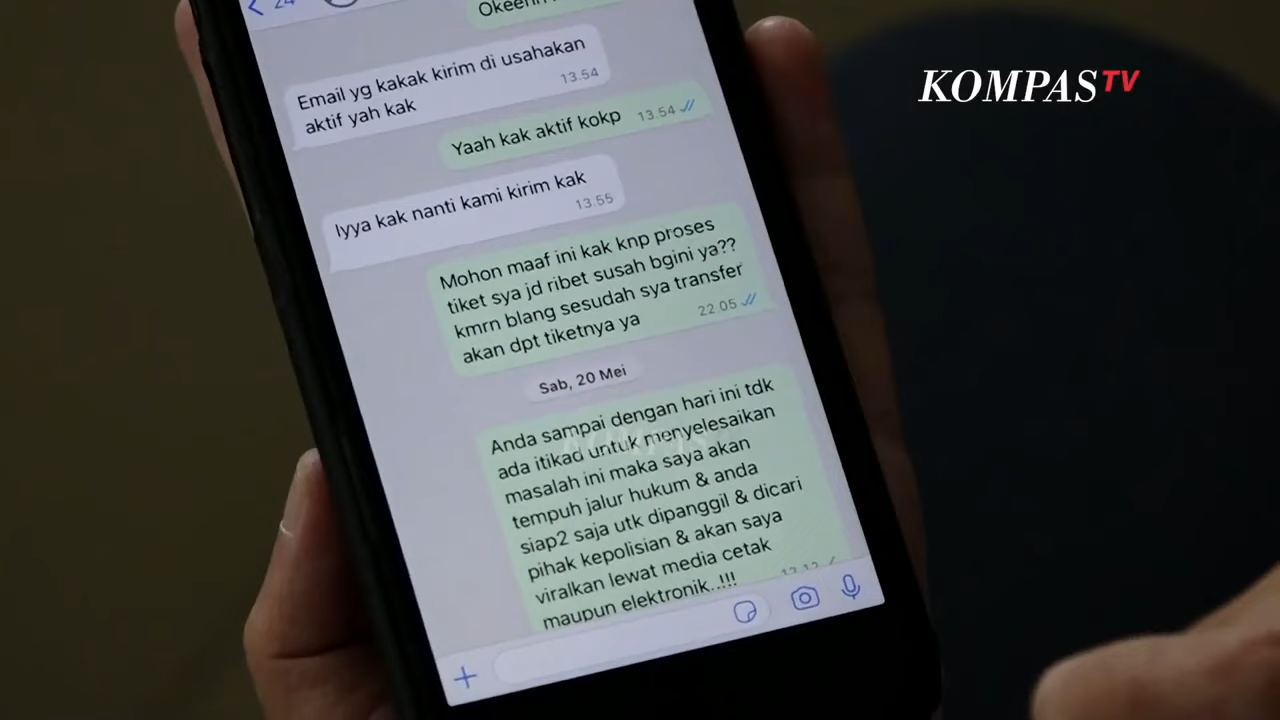 24
KOMPAS TV
Email yg kakak kirim di usahakan
aktif yah kak
13.54
Yaah kak aktif kokp
13.54
Iyya kak nanti kami kirim kak
13.55
Mohon maaf ini kak knp proses
tiket sya jd ribet susah bgini ya??
kmrn blang sesudah sya transfer
akan dpt tiketnya ya
22.05
Sab, 20 Mei
Anda sampai dengan hari ini tdk
ada itikad untuk menyelesaikan
masalah ini maka saya akan
tempuh jalur hukum & anda
siap2 saja utk dipanggil & dicari
pihak kepolisian & akan saya
viralkan lewat media cetak
maupun elektronik..!!!
KOMPAS